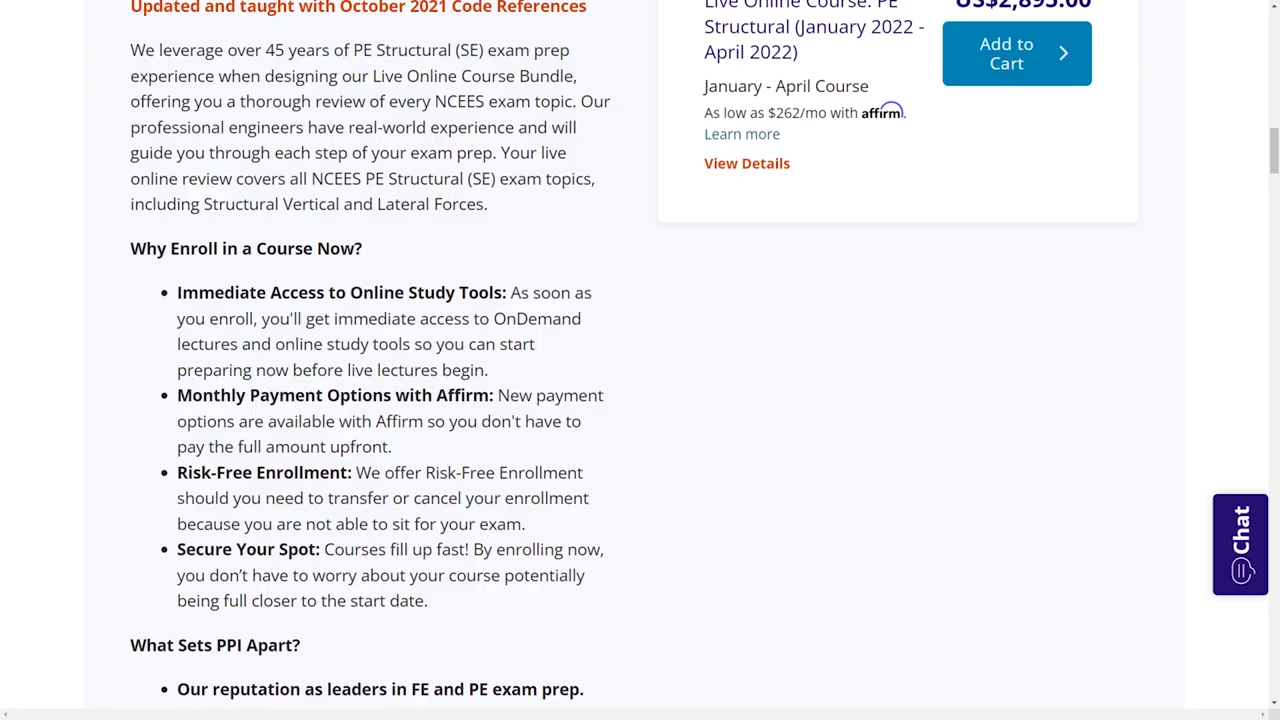 Updated and taught with October 2021 Code References
We leverage over 45 years of PE Structural (SE) exam prep
experience when designing our Live Online Course Bundle,
offering you a thorough review of every NCEES exam topic. Our
professional engineers have real-world experience and will
guide you through each step of your exam prep. Your live
online review covers all NCEES PE Structural (SE) exam topics,
including Structural Vertical and Lateral Forces.
Why Enroll in a Course Now?
• Immediate Access to Online Study Tools: As soon as
you enroll, you'll get immediate access to OnDemand
lectures and online study tools so you can start
preparing now before live lectures begin.
• Monthly Payment Options with Affirm: New payment
options are available with Affirm so you don't have to
pay the full amount upfront.
• Risk-Free Enrollment: We offer Risk-Free Enrollment
should you need to transfer or cancel your enrollment
because you are not able to sit for your exam.
• Secure Your Spot: Courses fill up fast! By enrolling now,
you don’t have to worry about your course potentially
being full closer to the start date.
What Sets PPI Apart?
• Our reputation as leaders in FE and PE exam prep.
Live Online Course: PE
Structural (January 2022 -
April 2022)
US$2,895.00
Add to
Cart
January - April Course
As low as $262/mo with affirm.
Learn more
View Details
Chat